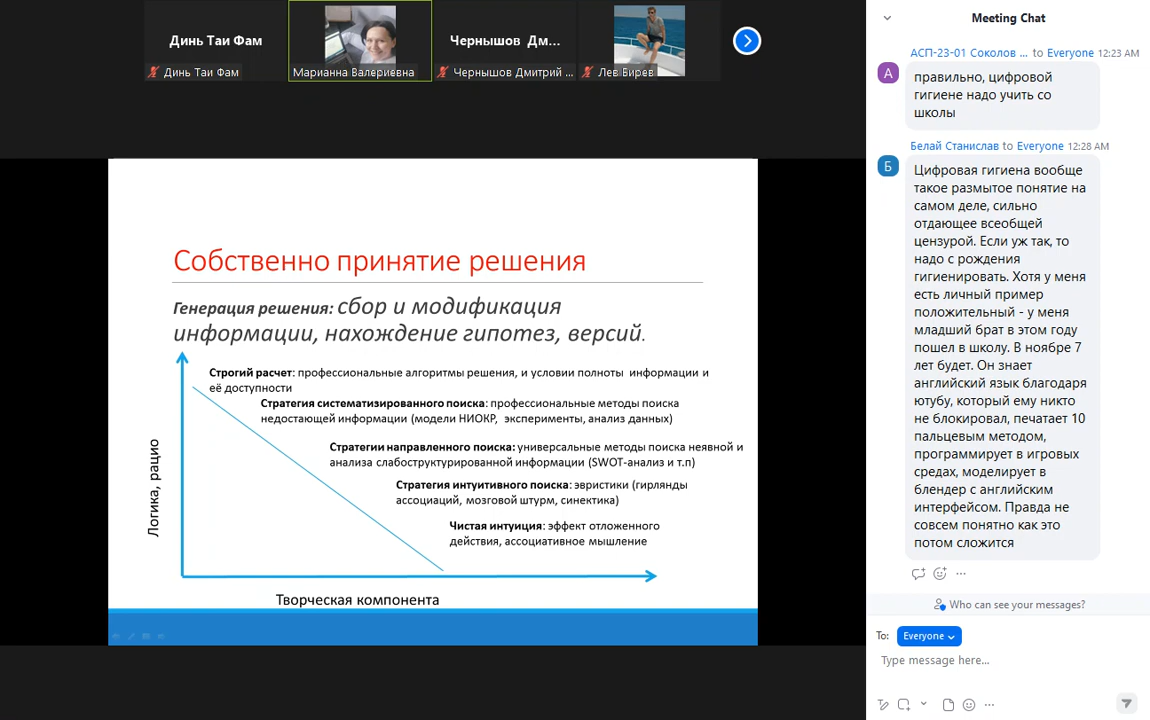 Динь Таи Фам
Чернышов Дм...
Динь Таи Фам
Марианна Валериевна
Чернышов Дмитрий ...
Лев Бирев
Собственно принятие решения
Генерация решения: сбор и модификация
информации, нахождение гипотез, версий.
Строгий расчет: профессиональные алгоритмы решения, и условии полноты информации и
её доступности
Стратегия систематизированного поиска: профессиональные методы поиска
недостающей информации (модели НИОКР, эксперименты, анализ данных)
Стратегии направленного поиска: универсальные методы поиска неявной и
анализа слабоструктурированной информации (SWOT-анализ и т.п)
Стратегия интуитивного поиска: эвристики (гирлянды
ассоциаций, мозговой штурм, синектика)
Чистая интуиция: эффект отложенного
действия, ассоциативное мышление
Логика, рацио
Творческая компонента
Meeting Chat
АСП-23-01 Соколов ... to Everyone 12:23 AM
А
правильно, цифровой
гигиене надо учить со
школы
Белай Станислав to Everyone 12:28 AM
Б
Цифровая гигиена вообще
такое размытое понятие на
самом деле, сильно
отдающее всеобщей
цензурой. Если уж так, то
надо с рождения
гигиенировать. Хотя у меня
есть личный пример
положительный - у меня
младший брат в этом году
пошел в школу. В ноябре 7
лет будет. Он знает
английский язык благодаря
ютубу, который ему никто
не блокировал, печатает 10
пальцевым методом,
программирует в игровых
средах, моделирует в
блендер с английским
интерфейсом. Правда не
совсем понятно как это
потом сложится
Who can see your messages?
To: Everyone
Type message here...